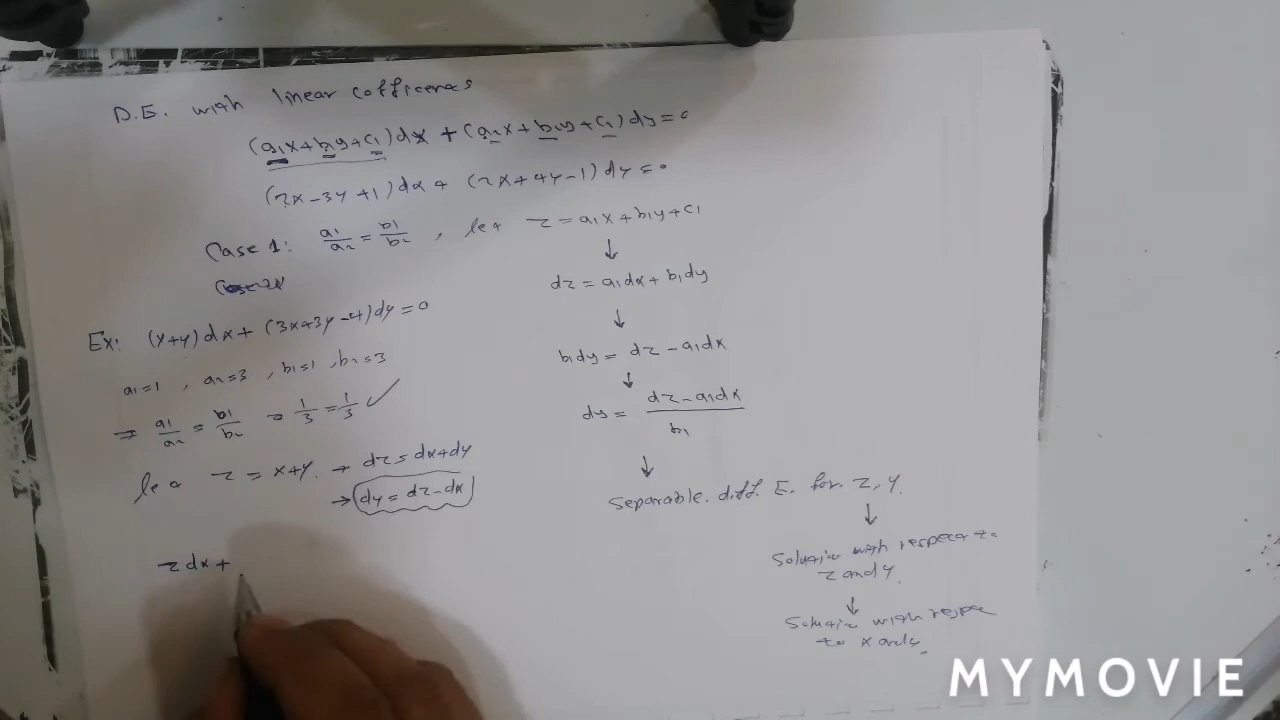 D.E. with linear cofficenas
(a1x+b1y+c1)dx + (a2x+b2y+c2)dy=0
(2x-3y+1)dx+ (2x+4y-1)dy=0
Case 1: a1/a2 = b1/b2 , let z=a1x+b1y+c1
↓
dz=a1dx+b1dy
↓
b1dy= dz-a1dx
↓
dy= (dz-a1dx)/b1
↓
Separable. diff. E. for. z,y.
↓
Solution with respect to
z and y.
↓
Solution with respe
to x and y.
Ex: (x+y)dx+ (3x+3y-4)dy=0
a1=1 , a2=3 , b1=1 , b2=3
⇒ a1/a2 = b1/b2 ⇒ 1/3 = 1/3 ✓
let z = x+y. → dz=dx+dy
→ dy=dz-dx
zdx+
MYMOVIE